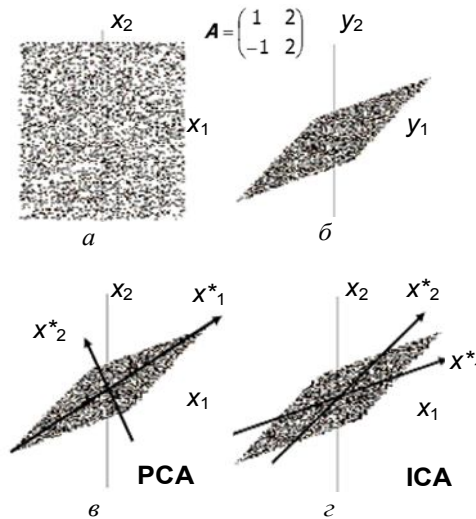 x2
A = ( 1 2
-1 2 )
y2
x1
y1
а
б
x2
x*1
x*2
x1
PCA
в
x2
x*2
x*
x1
ICA
г